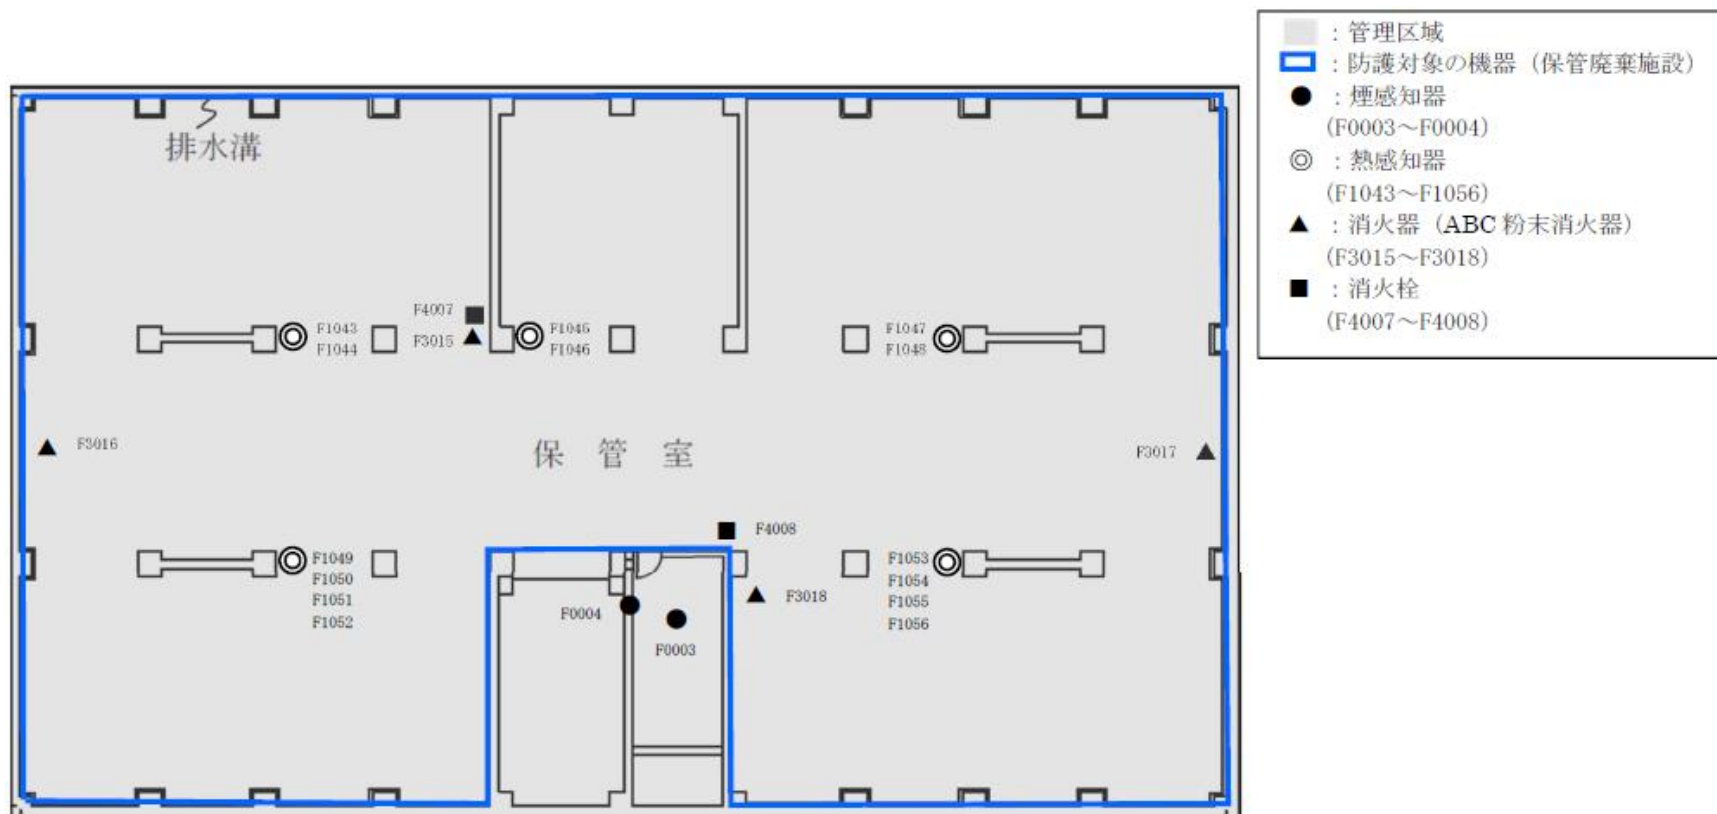 ：管理区域
：防護対象の機器（保管廃棄施設）
：煙感知器
(F0003～F0004)
：熱感知器
(F1043～F1056)
：消火器（ABC 粉末消火器）
(F3015～F3018)
：消火栓
(F4007～F4008)
排水溝
F4007
F3015
F1043
F1044
F1045
F1046
F1047
F1048
F3016
保管室
F3017
F4008
F1049
F1050
F1051
F1052
F0004
F0003
F3018
F1053
F1054
F1055
F1056